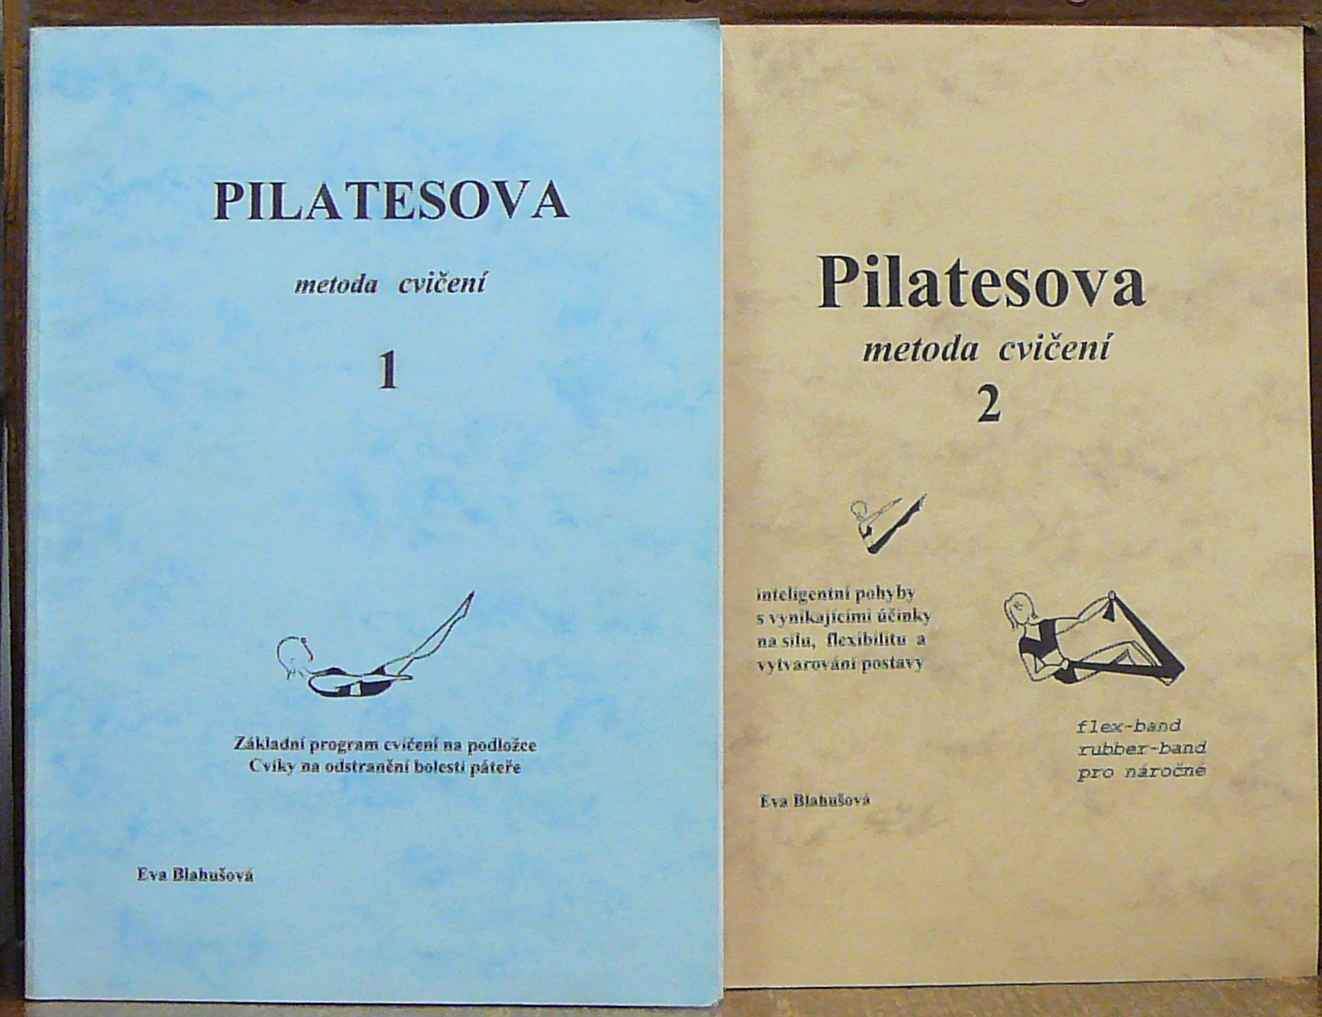 PILATESOVA
metoda cvičení
1
Základní program cvičení na podložce
Cviky na odstranění bolestí páteře
Eva Blahušová
Pilatesova
metoda cvičení
2
inteligentní pohyby
s vynikajícími účinky
na sílu, flexibilitu a
vytvarování postavy
flex-band
rubber-band
pro náročné
Eva Blahušová